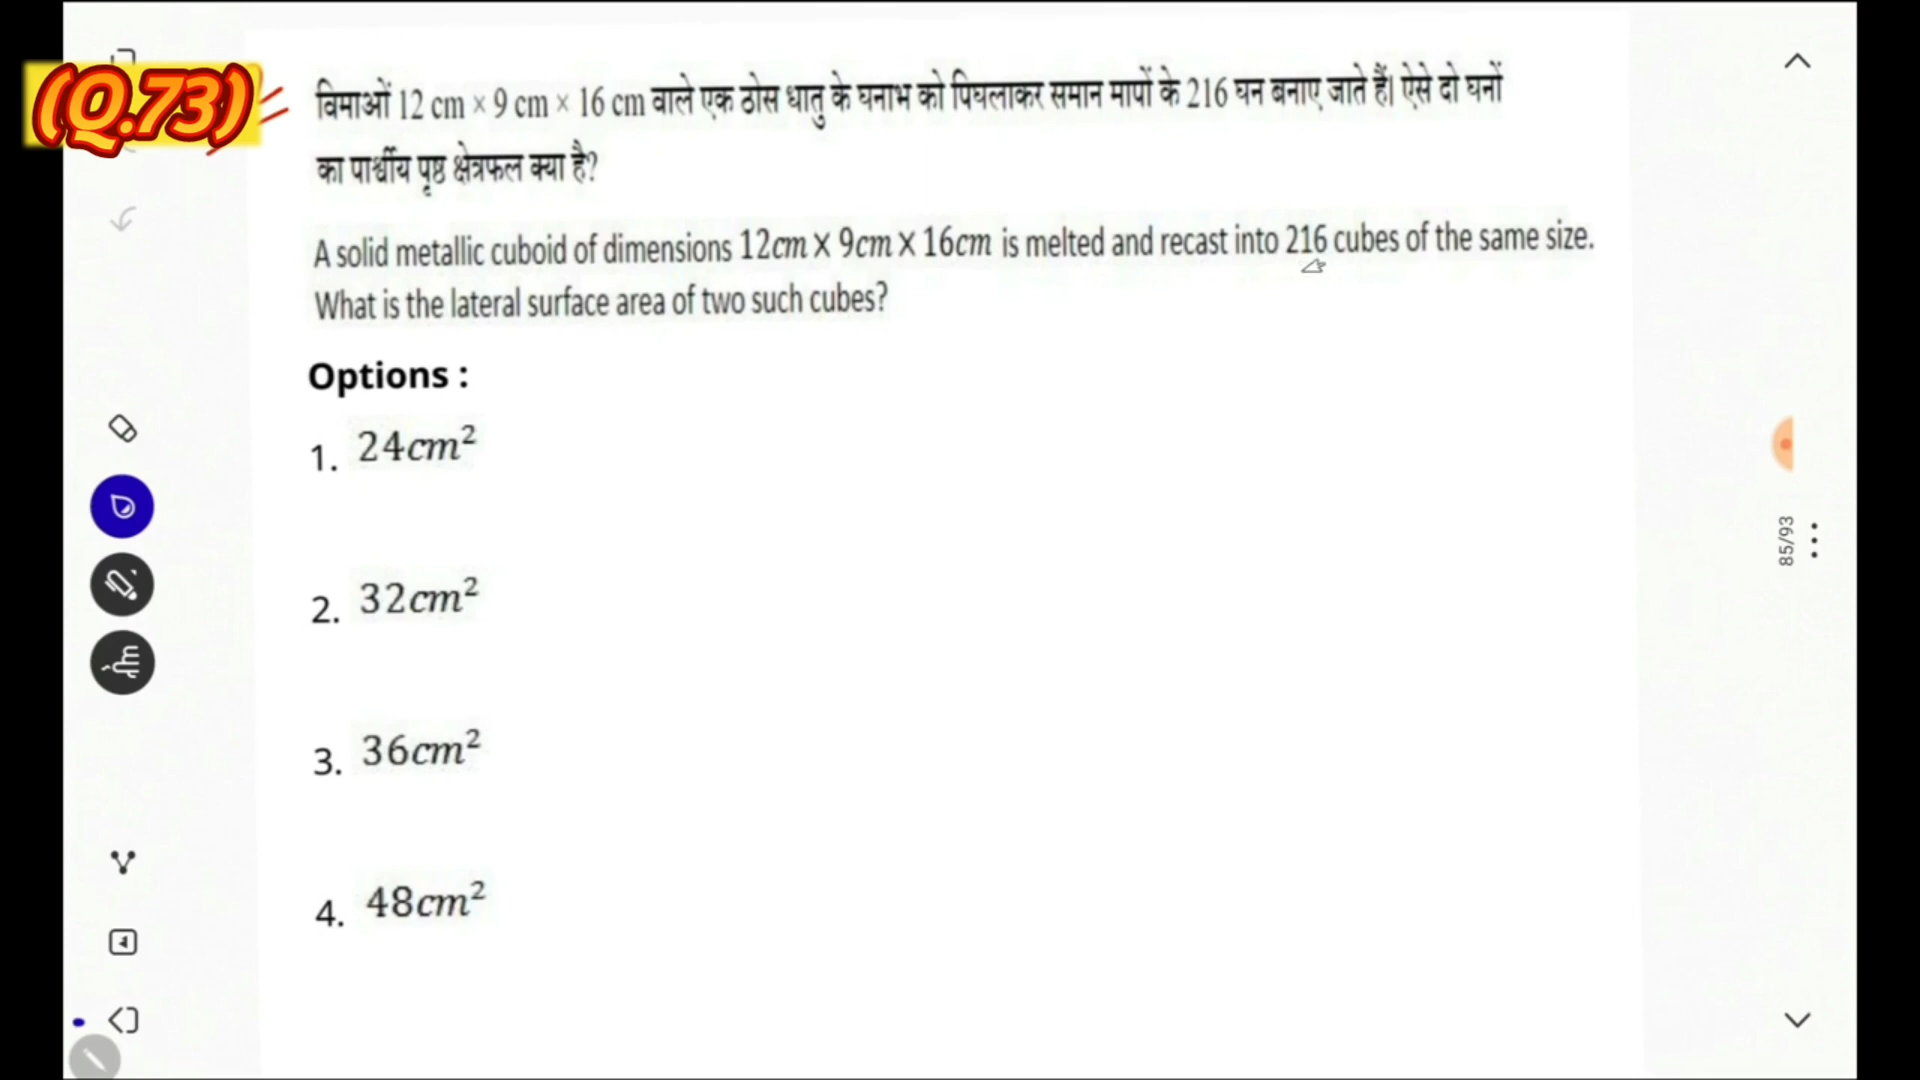 (Q.73)
विमाओं 12 cm × 9 cm × 16 cm वाले एक ठोस धातु के घनाभ को पिघलाकर समान मापों के 216 घन बनाए जाते हैं। ऐसे दो घनों
का पार्श्वीय पृष्ठ क्षेत्रफल क्या है?
A solid metallic cuboid of dimensions 12cm X 9cm X 16cm is melted and recast into 216 cubes of the same size.
What is the lateral surface area of two such cubes?
Options :
1. 24cm²
2. 32cm²
3. 36cm²
4. 48cm²
85/93